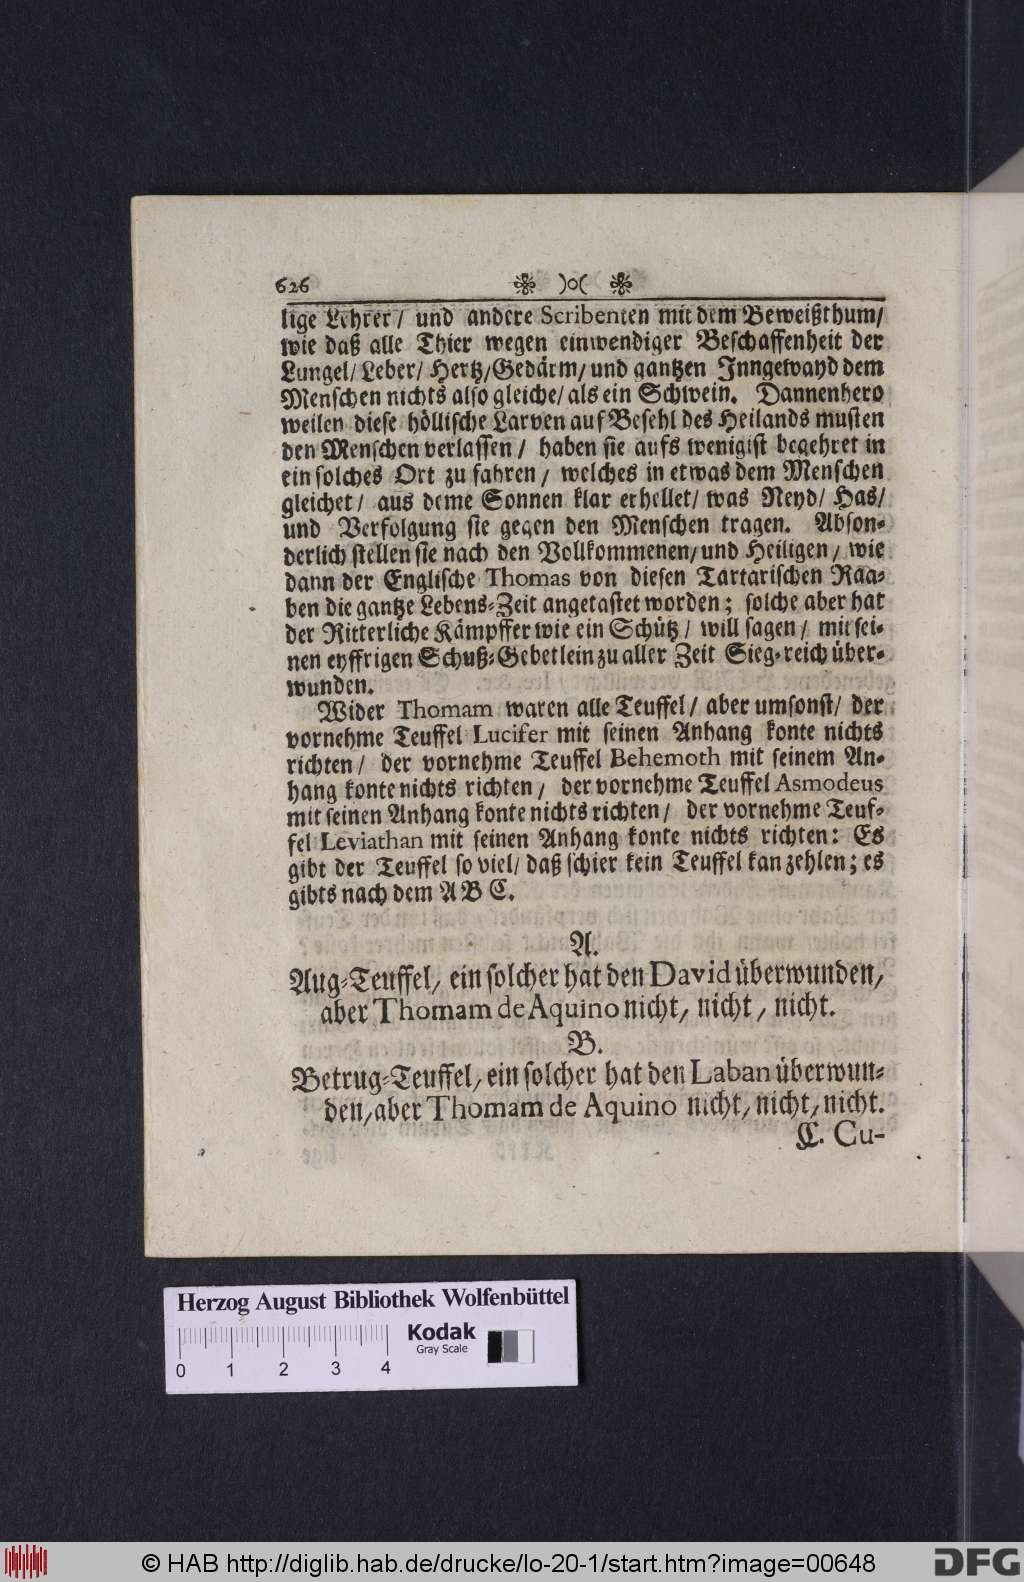 626 ❀ )o( ❀
lige Lehrer/ und andere Scribenten mit dem Beweißthum/
wie daß alle Thier wegen einwendiger Beschaffenheit der
Lungel/ Leber/ Hertz/ Gedärm/ und gantzen Inngewayd dem
Menschen nichts also gleiche/ als ein Schwein. Dannenhero
weilen diese höllische Larven auf Befehl des Heilands musten
den Menschen verlassen/ haben sie aufs wenigist begehret in
ein solches Ort zu fahren/ welches in etwas dem Menschen
gleichet/ aus deme Sonnen klar erhellet/ was Neyd/ Has/
und Verfolgung sie gegen den Menschen tragen. Abson-
derlich stellen sie nach den Vollkommenen/ und Heiligen/ wie
dann der Englische Thomas von diesen Tartarischen Raa-
ben die gantze Lebens-Zeit angetastet worden; solche aber hat
der Ritterliche Kämpffer wie ein Schütz/ will sagen/ mit sei-
nen eyffrigen Schuß-Gebetlein zu aller Zeit Sieg-reich über-
wunden.
Wider Thomam waren alle Teuffel/ aber umsonst/ der
vornehme Teuffel Lucifer mit seinen Anhang konte nichts
richten/ der vornehme Teuffel Behemoth mit seinem An-
hang konte nichts richten/ der vornehme Teuffel Asmodeus
mit seinen Anhang konte nichts richten/ der vornehme Teuf-
fel Leviathan mit seinen Anhang konte nichts richten: Es
gibt der Teuffel so viel/ daß schier kein Teuffel kan zehlen; es
gibts nach dem A B C.
A.
Aug-Teuffel, ein solcher hat den David überwunden,
aber Thomam de Aquino nicht, nicht, nicht.
B.
Betrug-Teuffel, ein solcher hat den Laban überwun-
den, aber Thomam de Aquino nicht, nicht, nicht.
C. Cu-
Herzog August Bibliothek Wolfenbüttel
Kodak
Gray Scale
0 1 2 3 4
© HAB http://diglib.hab.de/drucke/lo-20-1/start.htm?image=00648
DFG